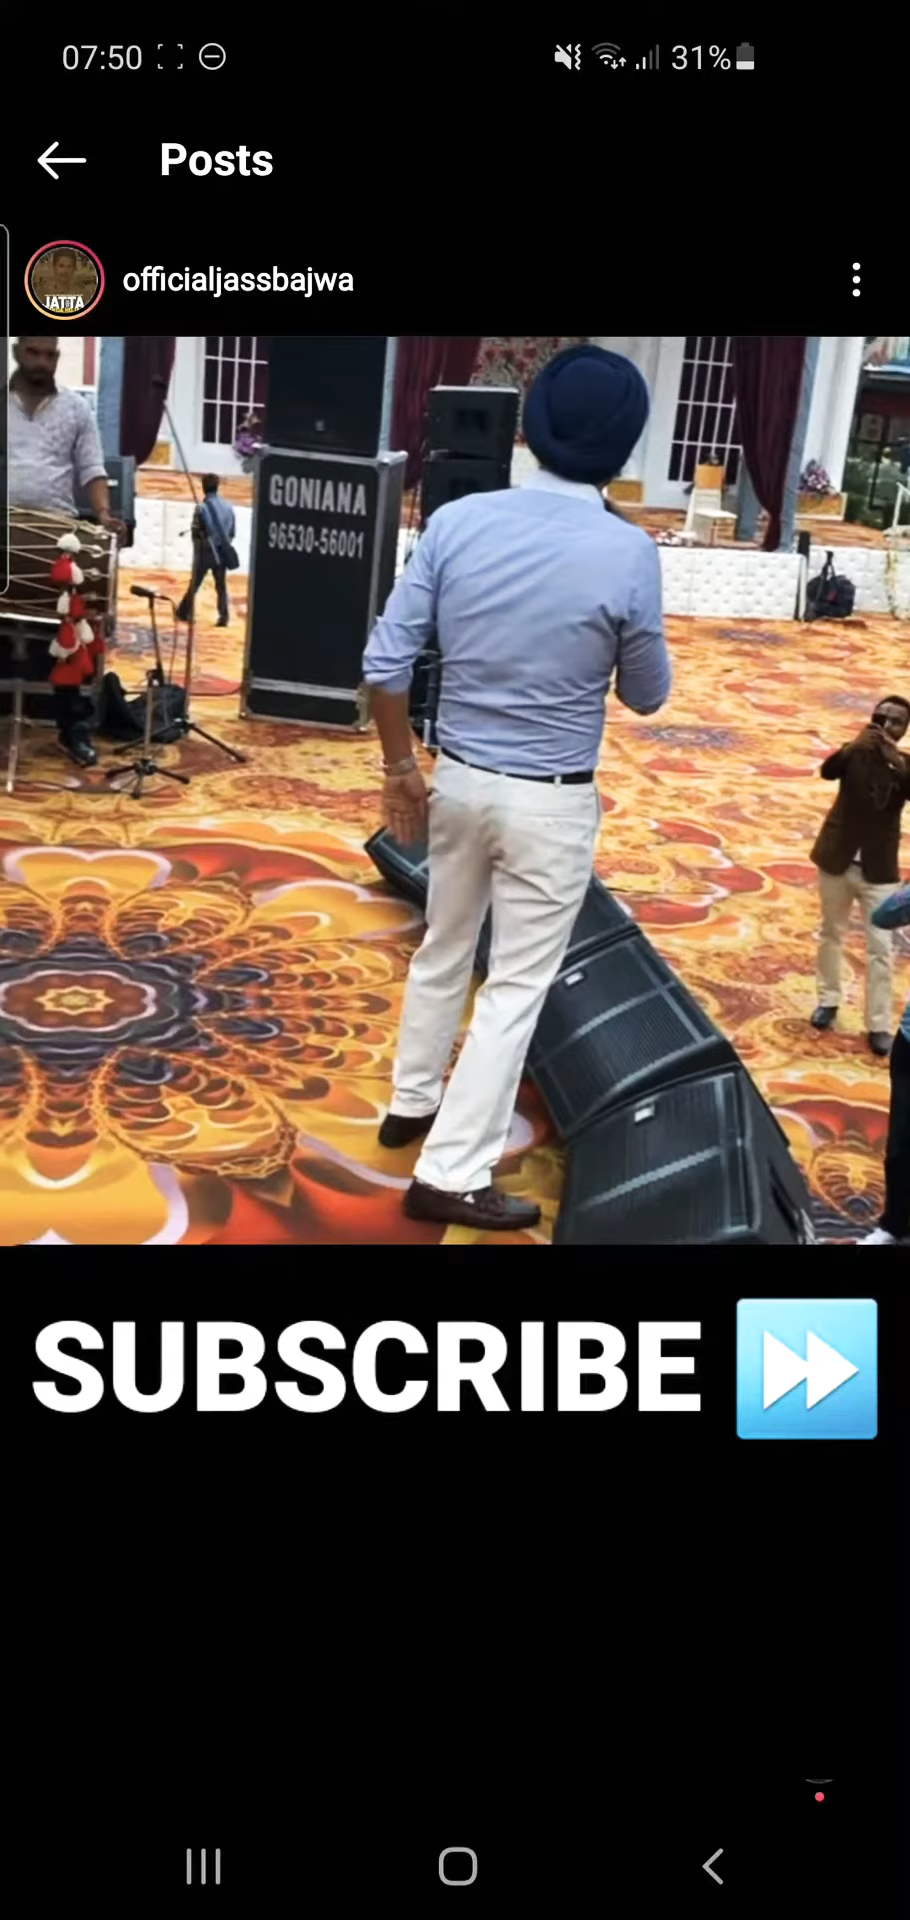 07:50 31%
Posts
JATTA
officialjassbajwa
GONIANA
96530-56001
SUBSCRIBE